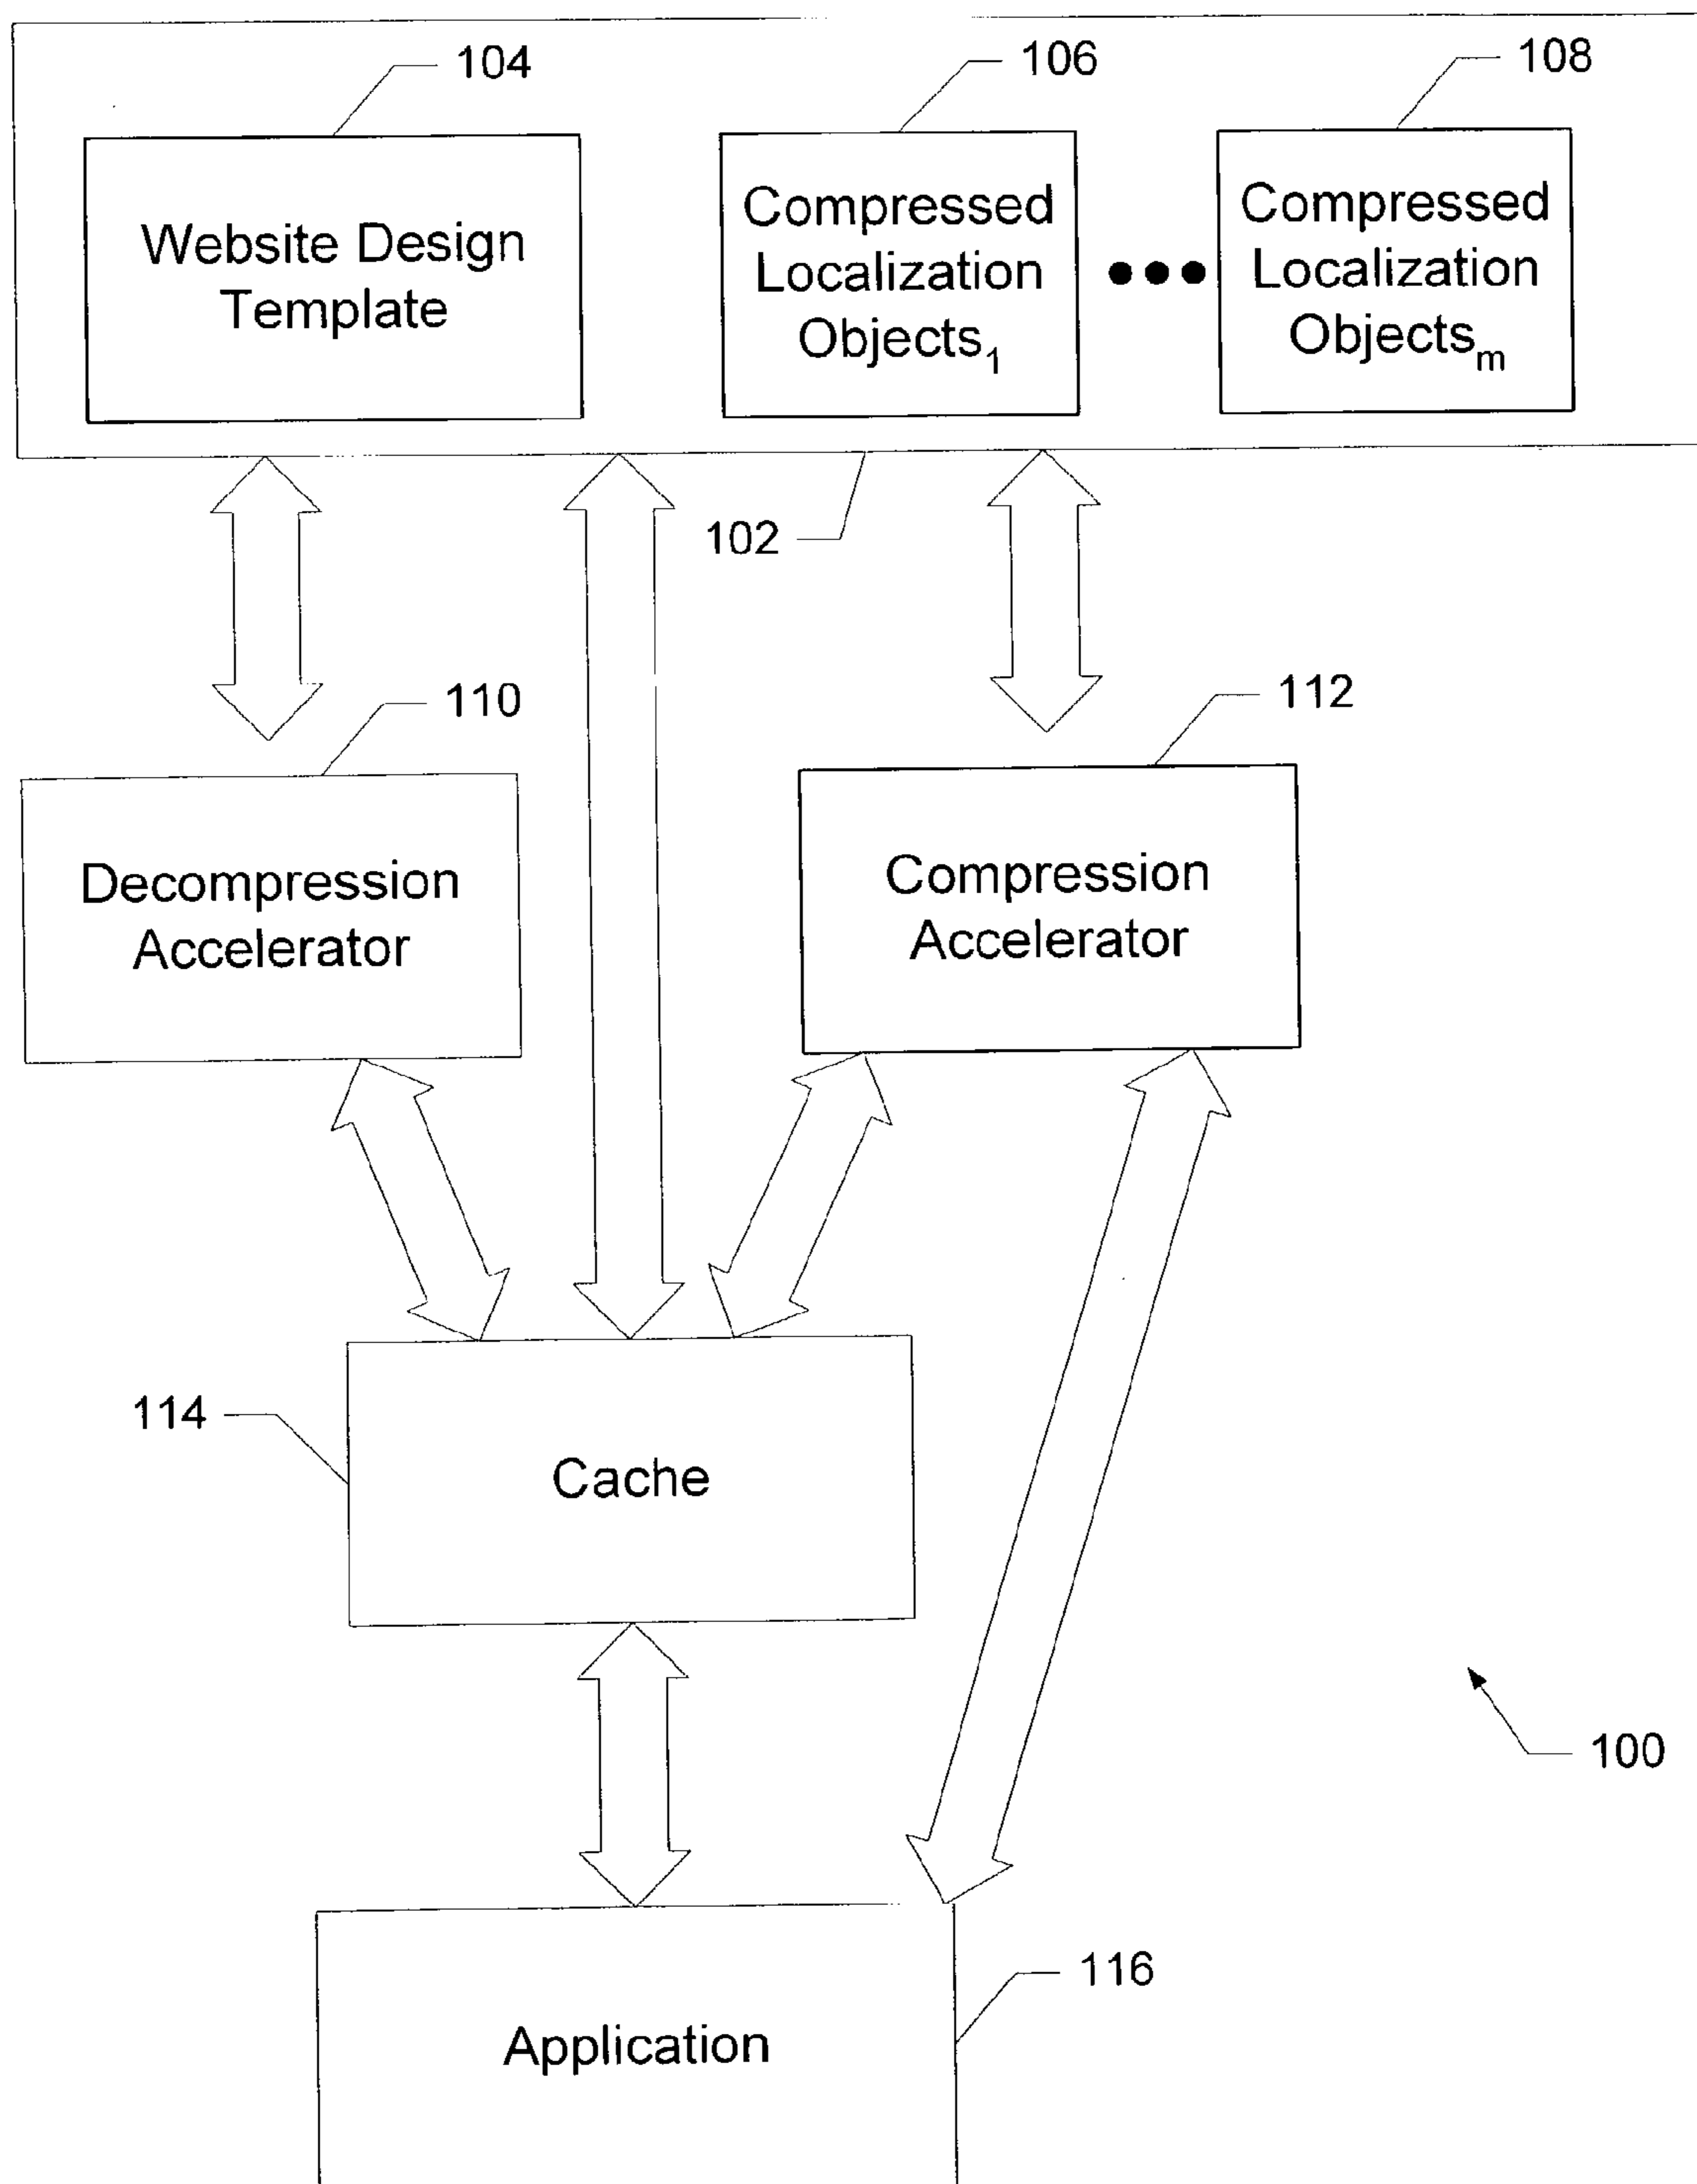 104
106
108
Website Design
Template
Compressed
Localization
Objects₁
Compressed
Localization
Objectsₘ
102
110
112
Decompression
Accelerator
Compression
Accelerator
114
Cache
100
116
Application